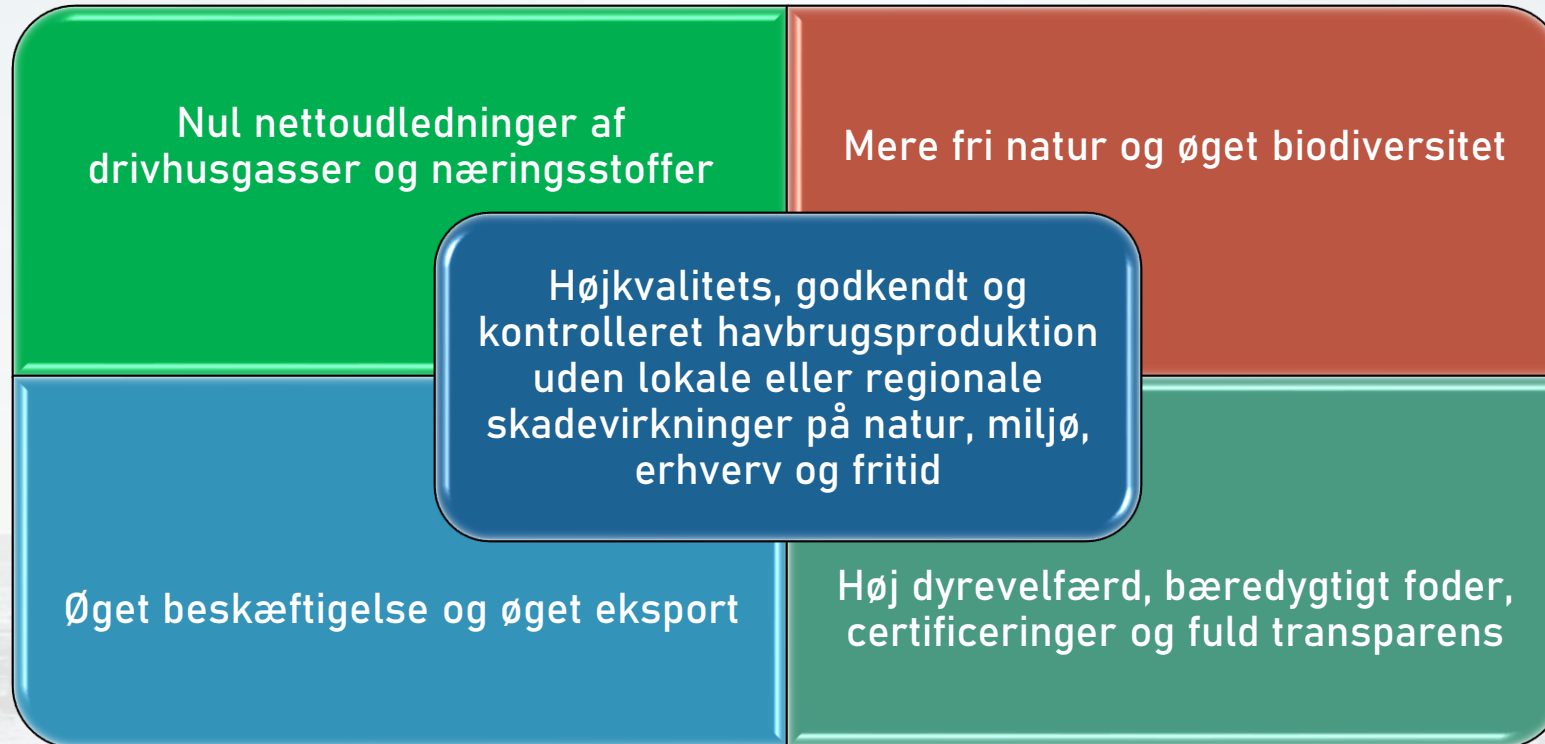 Nul nettoudledninger af
drivhusgasser og næringsstoffer
Mere fri natur og øget biodiversitet
Højkvalitets, godkendt og
kontrolleret havbrugsproduktion
uden lokale eller regionale
skadevirkninger på natur, miljø,
erhverv og fritid
Øget beskæftigelse og øget eksport
Høj dyrevelfærd, bæredygtigt foder,
certificeringer og fuld transparens